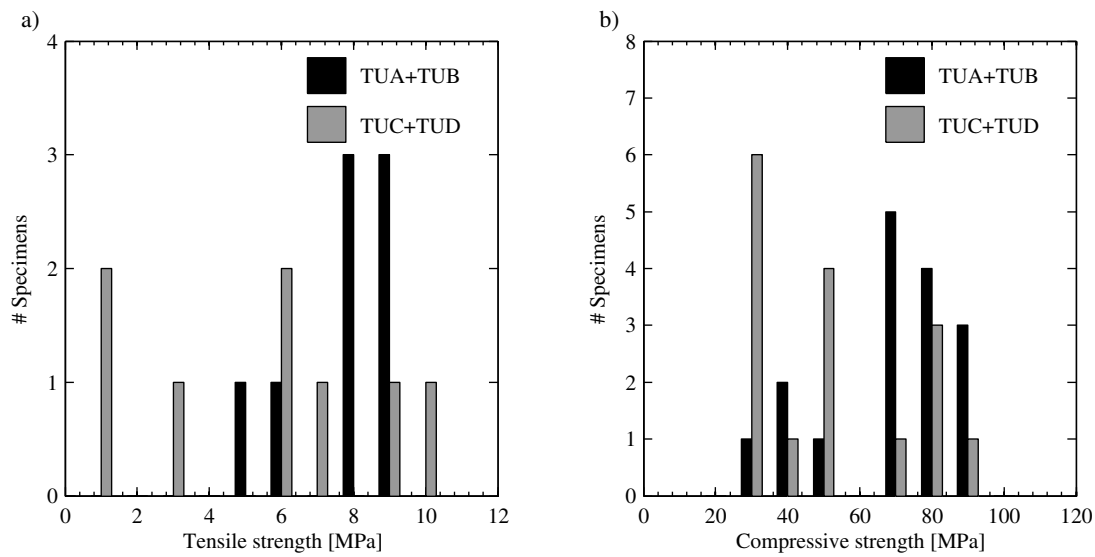 a)
4
3
2
1
0
# Specimens
0 2 4 6 8 10 12
Tensile strength [MPa]
TUA+TUB
TUC+TUD
b)
8
7
6
5
4
3
2
1
0
# Specimens
0 20 40 60 80 100 120
Compressive strength [MPa]
TUA+TUB
TUC+TUD